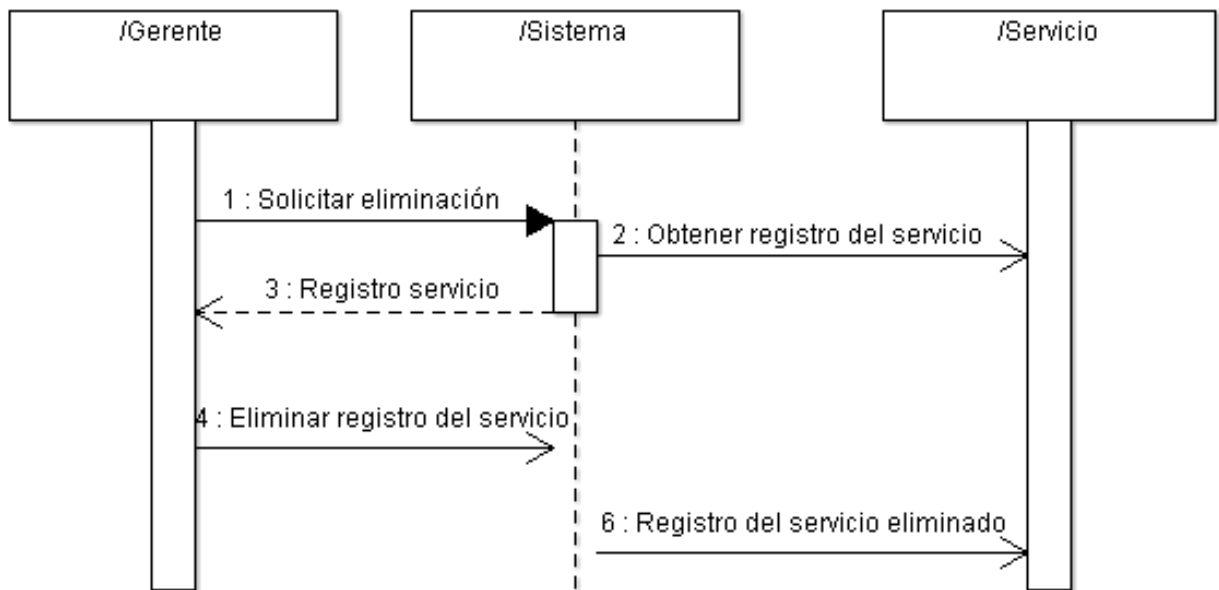 /Gerente
/Sistema
/Servicio
1 : Solicitar eliminación
2 : Obtener registro del servicio
3 : Registro servicio
4 : Eliminar registro del servicio
6 : Registro del servicio eliminado